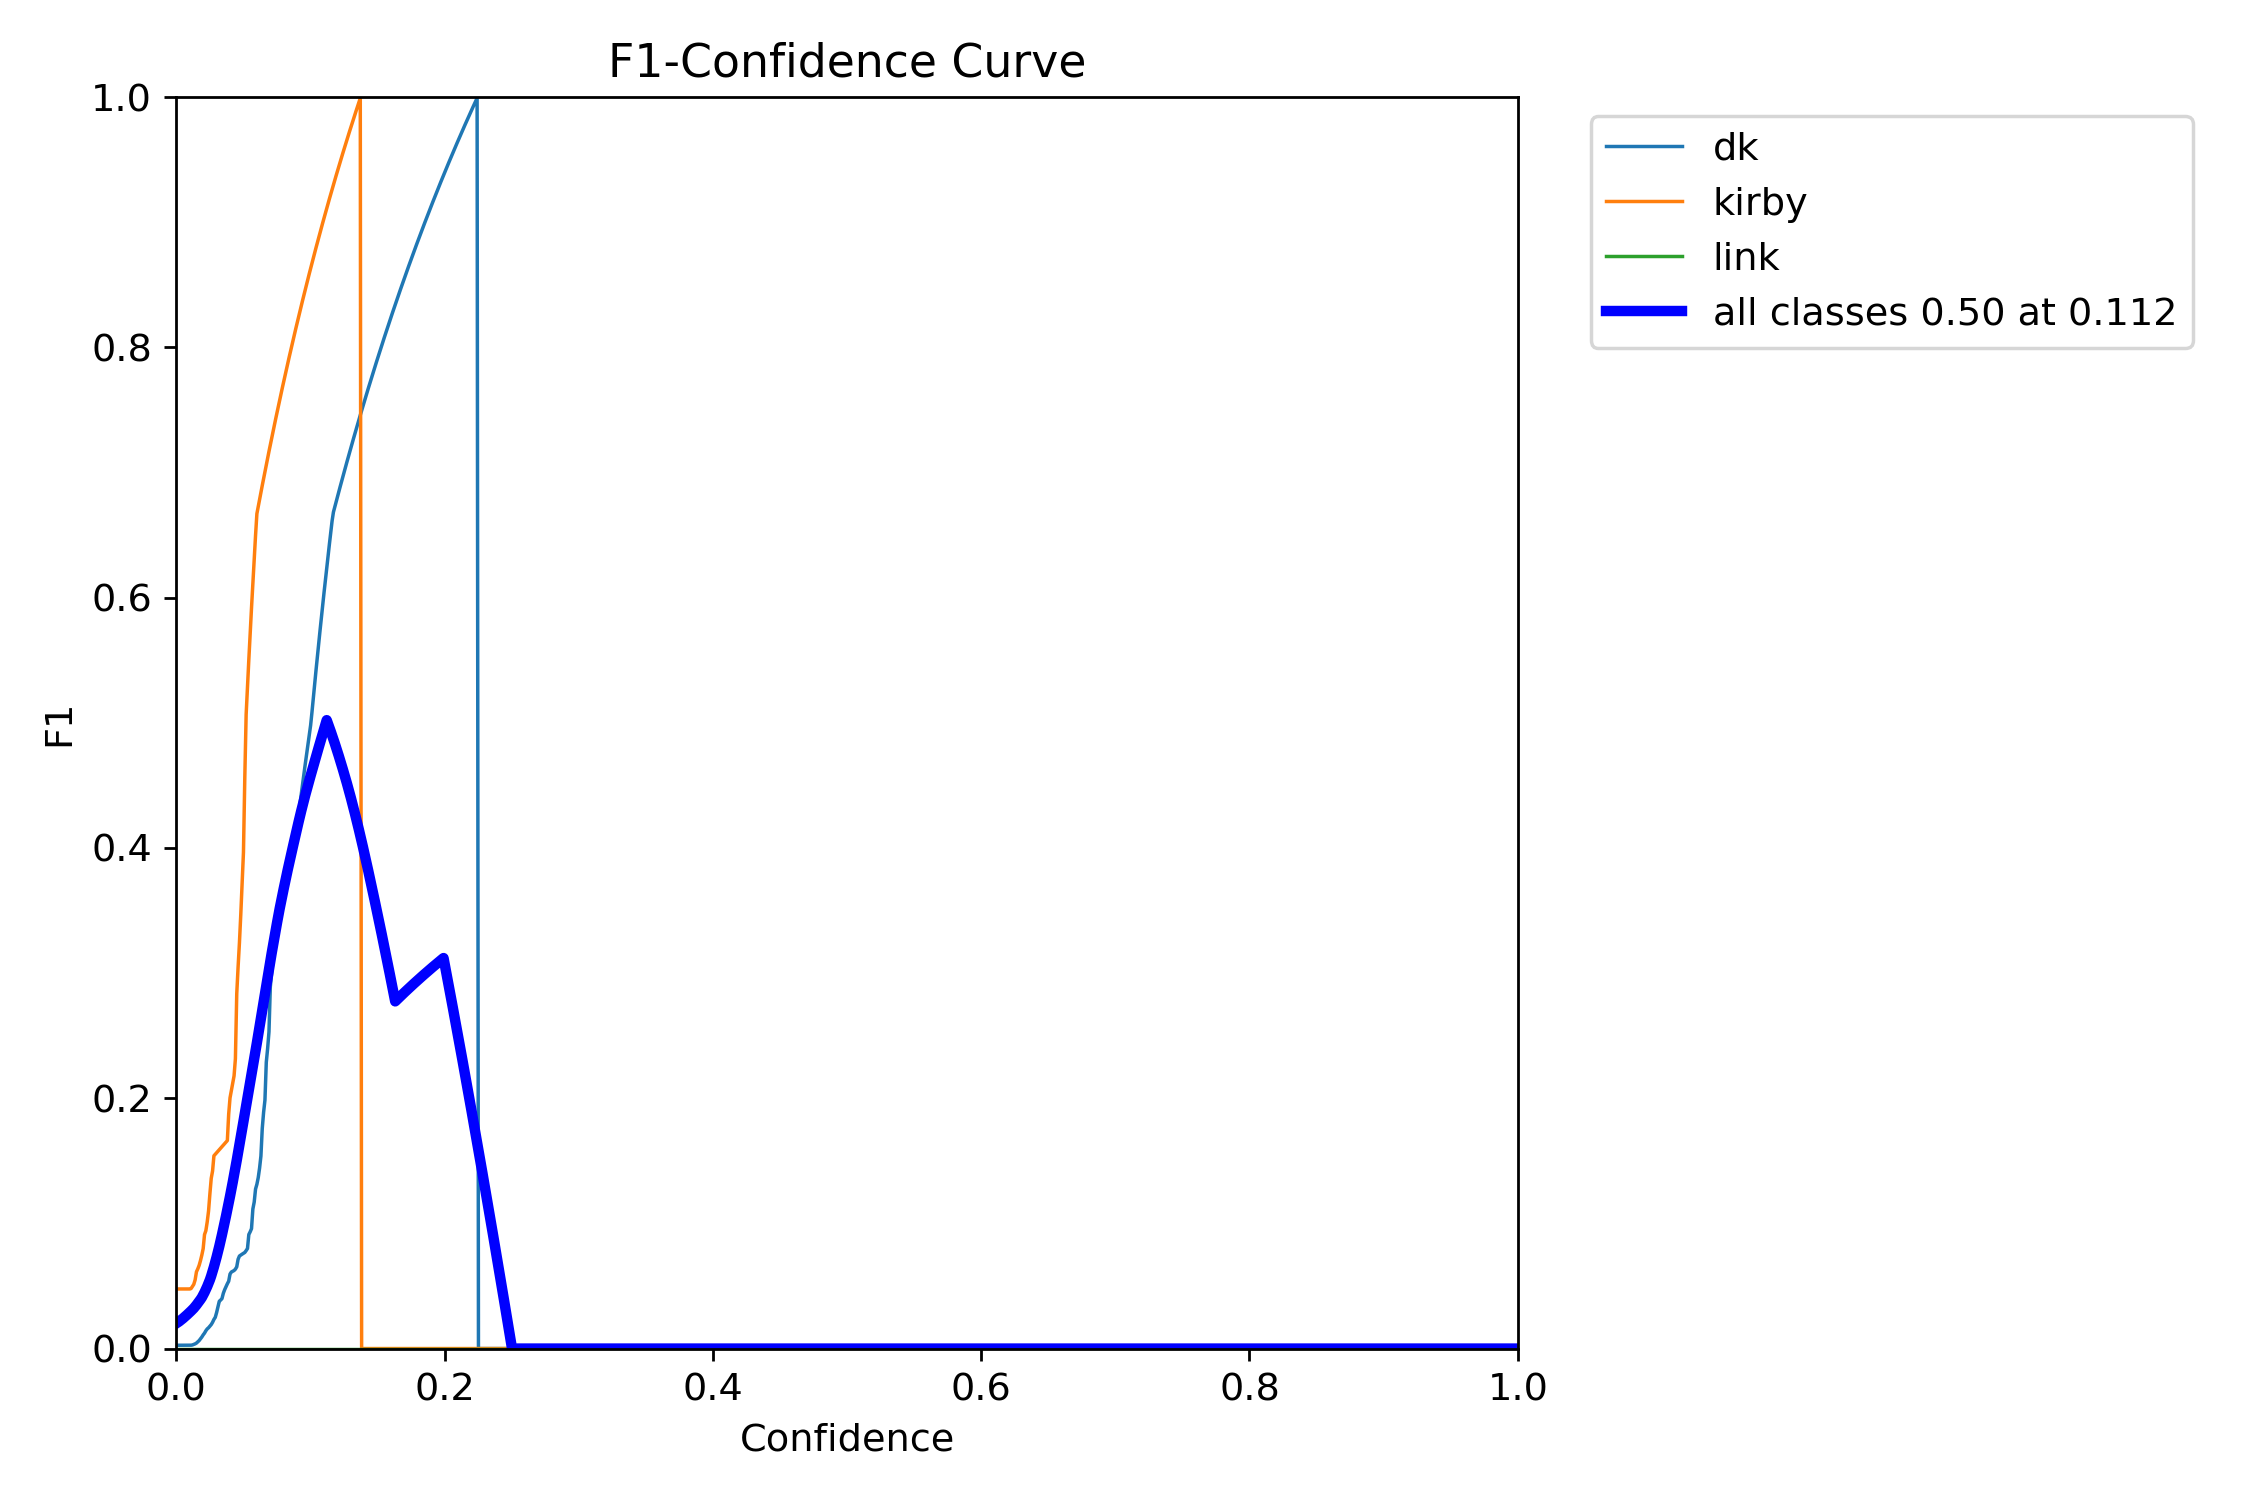 F1-Confidence Curve
1.0
0.8
0.6
0.4
0.2
0.0
F1
0.0 0.2 0.4 0.6 0.8 1.0
Confidence
dk
kirby
link
all classes 0.50 at 0.112